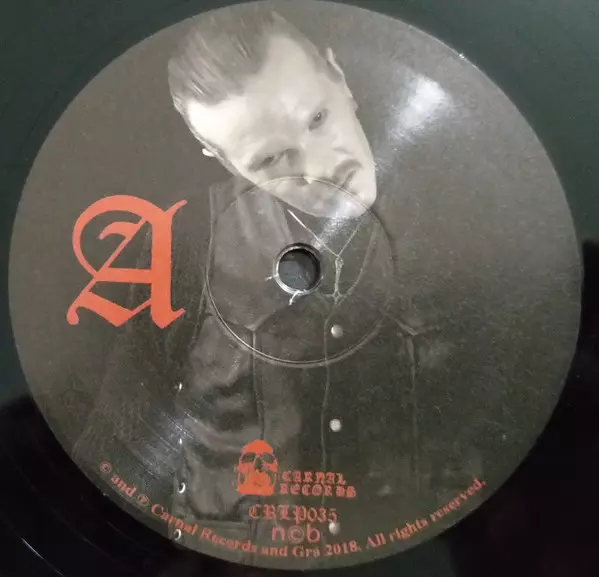 A
CARNAL
RECORDS
CRLP035
n©b
© and ℗ Carnal Records and Grs 2018. All rights reserved.